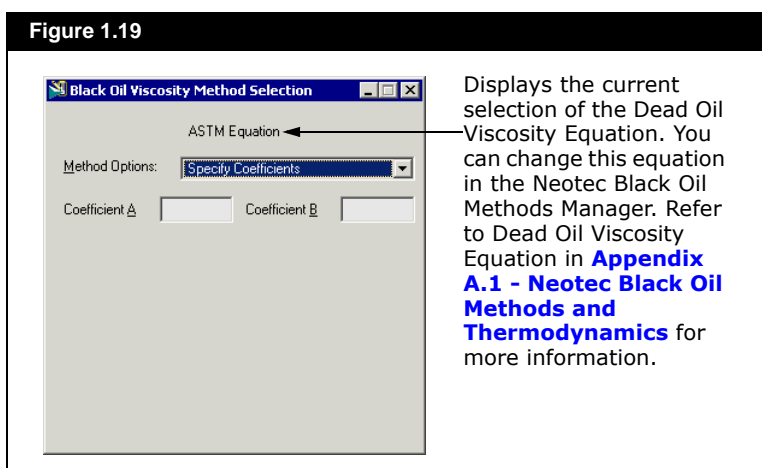 Figure 1.19
Black Oil Viscosity Method Selection
ASTM Equation
Method Options: Specify Coefficients
Coefficient A Coefficient B
Displays the current
selection of the Dead Oil
Viscosity Equation. You
can change this equation
in the Neotec Black Oil
Methods Manager. Refer
to Dead Oil Viscosity
Equation in Appendix
A.1 - Neotec Black Oil
Methods and
Thermodynamics for
more information.